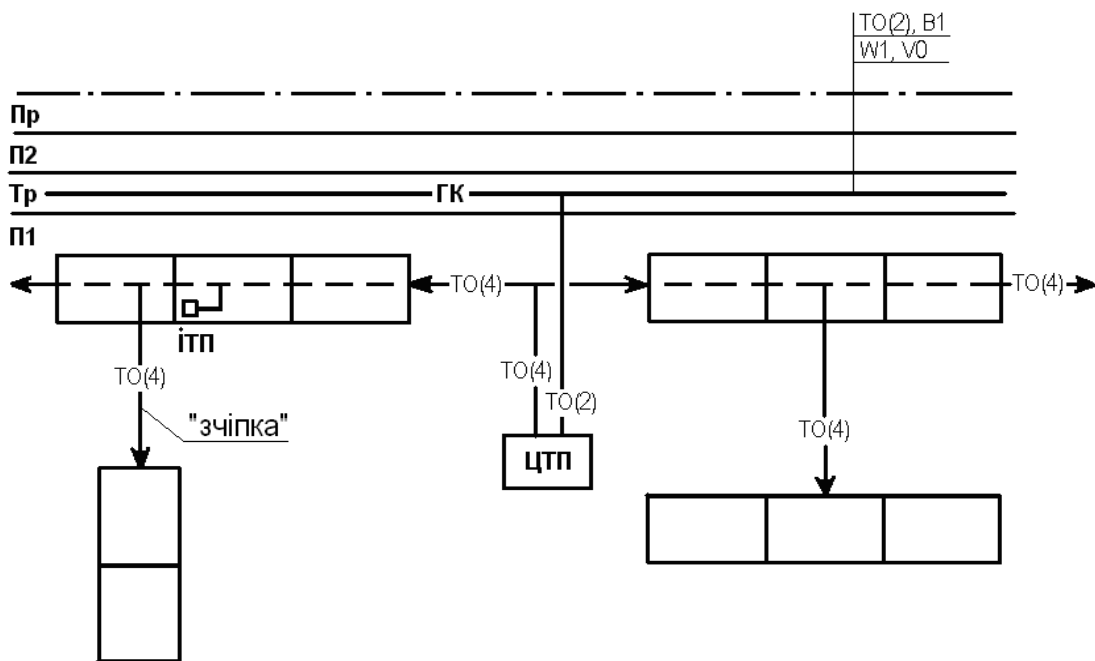 ТО(2), В1
W1, V0
Пр
П2
Тр
ГК
П1
ТО(4)
ТО(4)
ітп
ТО(4)
ТО(4)
ТО(2)
"зчіпка"
ТО(4)
ЦТП